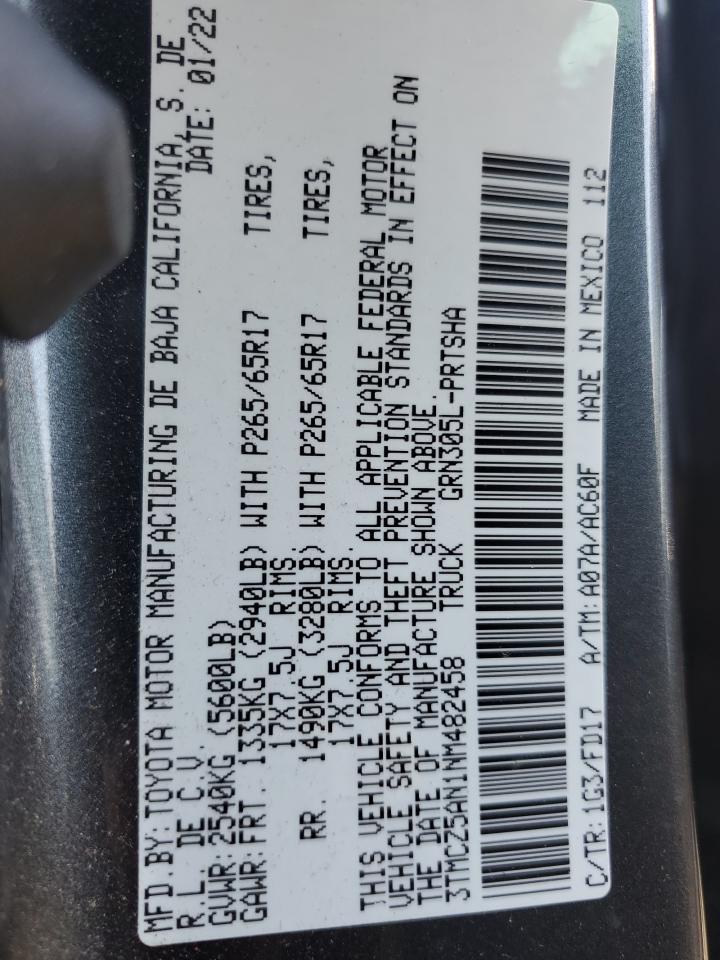 MFD.BY:TOYOTA MOTOR MANUFACTURING DE BAJA CALIFORNIA, S. DE
R.L. DE C.V. DATE: 01/22
GVWR:2540KG (5600LB)
GAWR:FRT. 1335KG (2940LB) WITH P265/65R17 TIRES,
17X7.5J RIMS.
RR. 1490KG (3280LB) WITH P265/65R17 TIRES,
17X7.5J RIMS.
THIS VEHICLE CONFORMS TO ALL APPLICABLE FEDERAL MOTOR
VEHICLE SAFETY AND THEFT PREVENTION STANDARDS IN EFFECT ON
THE DATE OF MANUFACTURE SHOWN ABOVE.
3TMCZ5AN1NM482458 TRUCK GRN305L-PRTSHA
C/TR:1G3/FD17 A/TM:A07A/AC60F MADE IN MEXICO 112